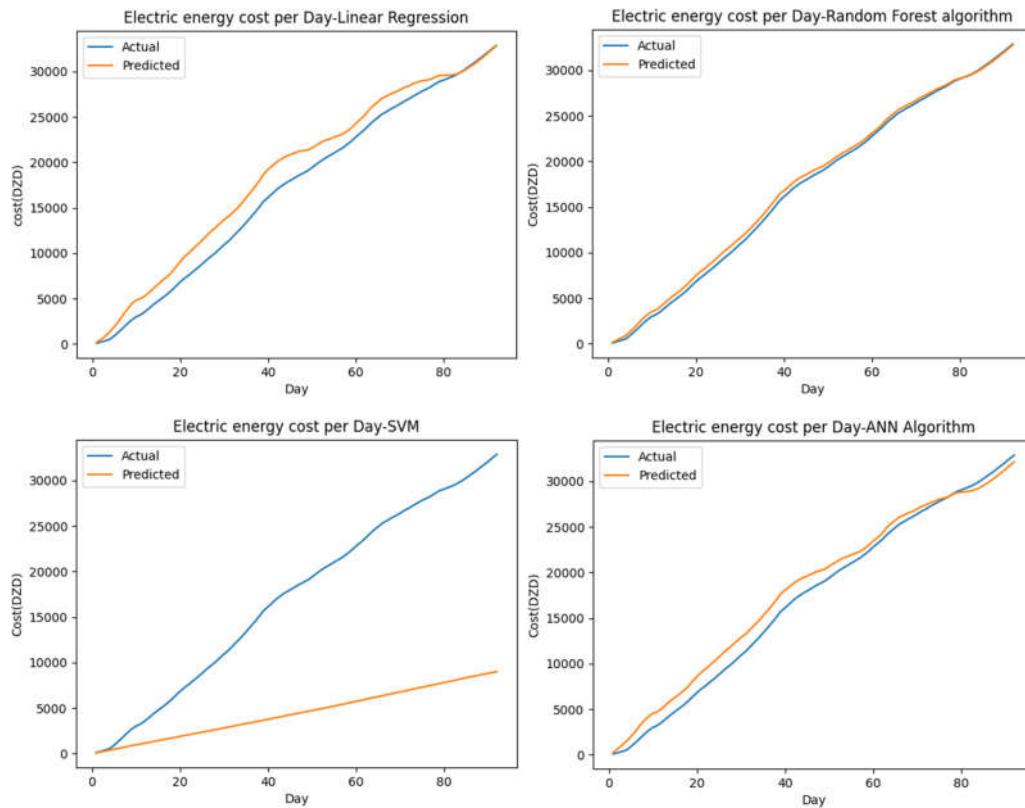 Electric energy cost per Day-Linear Regression
Actual
Predicted
30000
25000
20000
15000
10000
5000
0
cost(DZD)
0 20 40 60 80
Day
Electric energy cost per Day-Random Forest algorithm
Actual
Predicted
30000
25000
20000
15000
10000
5000
0
Cost(DZD)
0 20 40 60 80
Day
Electric energy cost per Day-SVM
Actual
Predicted
30000
25000
20000
15000
10000
5000
0
Cost(DZD)
0 20 40 60 80
Day
Electric energy cost per Day-ANN Algorithm
Actual
Predicted
30000
25000
20000
15000
10000
5000
0
Cost(DZD)
0 20 40 60 80
Day